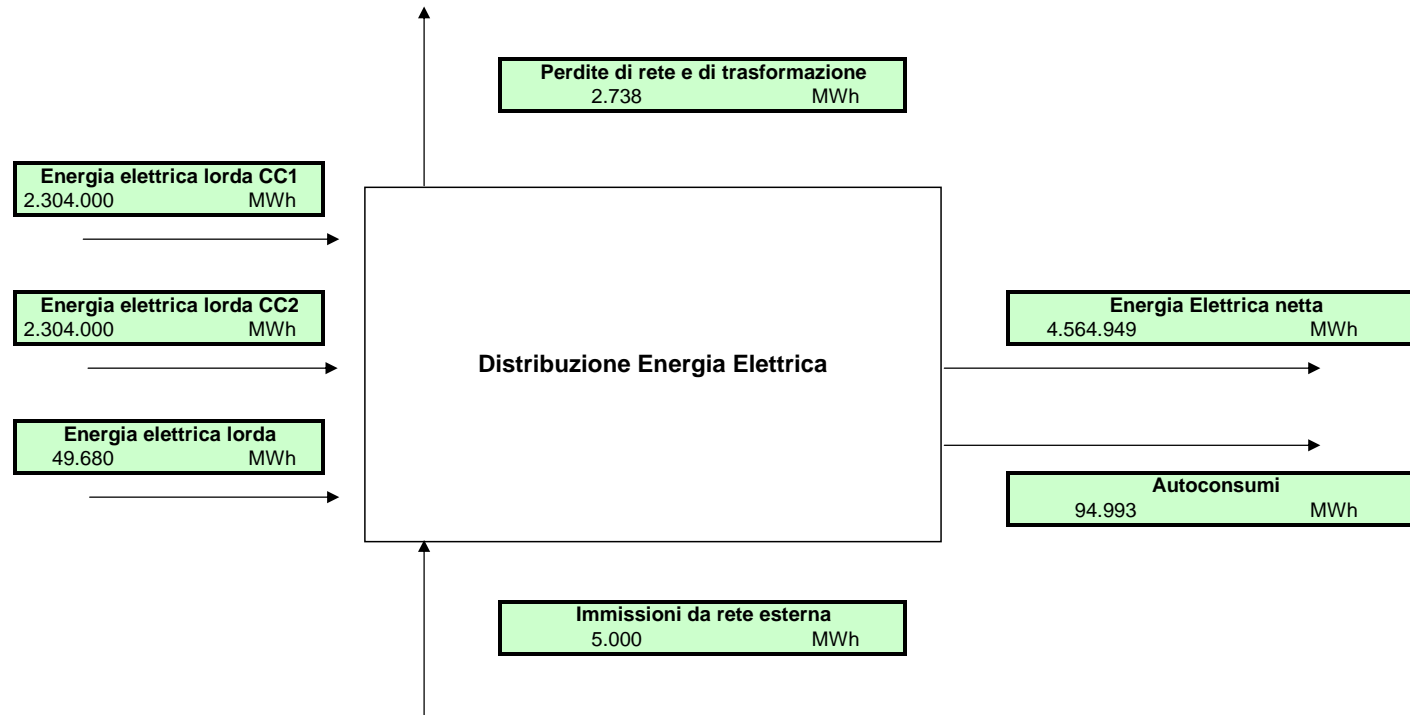 Perdite di rete e di trasformazione
2.738 MWh
Energia elettrica lorda CC1
2.304.000 MWh
Energia elettrica lorda CC2
2.304.000 MWh
Energia Elettrica netta
4.564.949 MWh
Distribuzione Energia Elettrica
Energia elettrica lorda
49.680 MWh
Autoconsumi
94.993 MWh
Immissioni da rete esterna
5.000 MWh